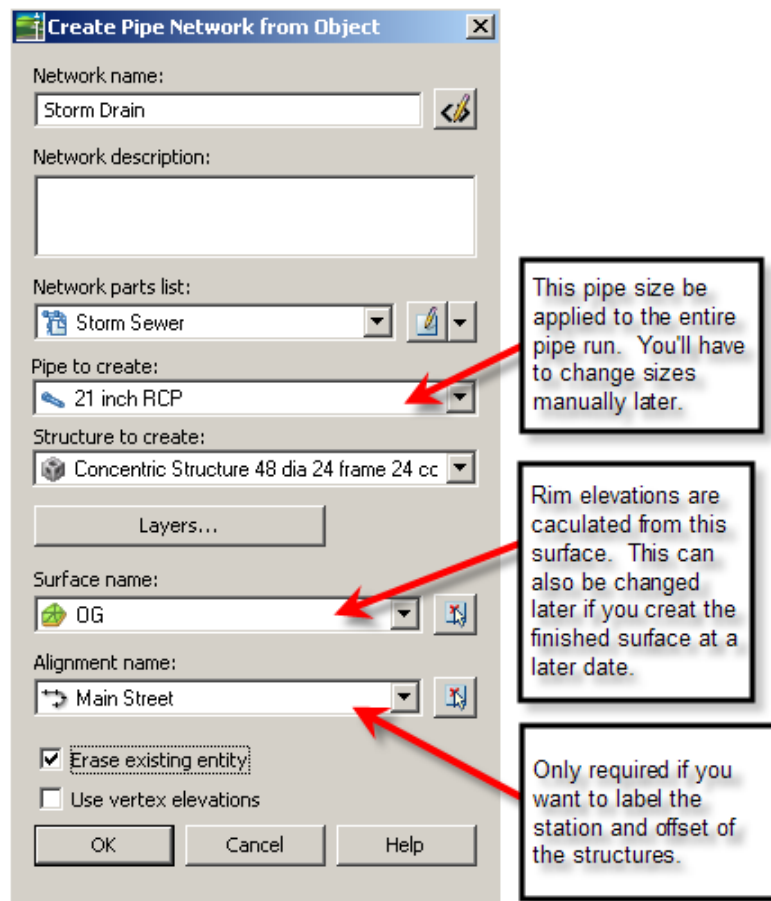 Create Pipe Network from Object
Network name:
Storm Drain
Network description:
Network parts list:
Storm Sewer
Pipe to create:
21 inch RCP
Structure to create:
Concentric Structure 48 dia 24 frame 24 cc
Layers...
Surface name:
OG
Alignment name:
Main Street
Erase existing entity
Use vertex elevations
OK
Cancel
Help
This pipe size be
applied to the entire
pipe run. You'll have
to change sizes
manually later.
Rim elevations are
caculated from this
surface. This can
also be changed
later if you creat the
finished surface at a
later date.
Only required if you
want to label the
station and offset of
the structures.